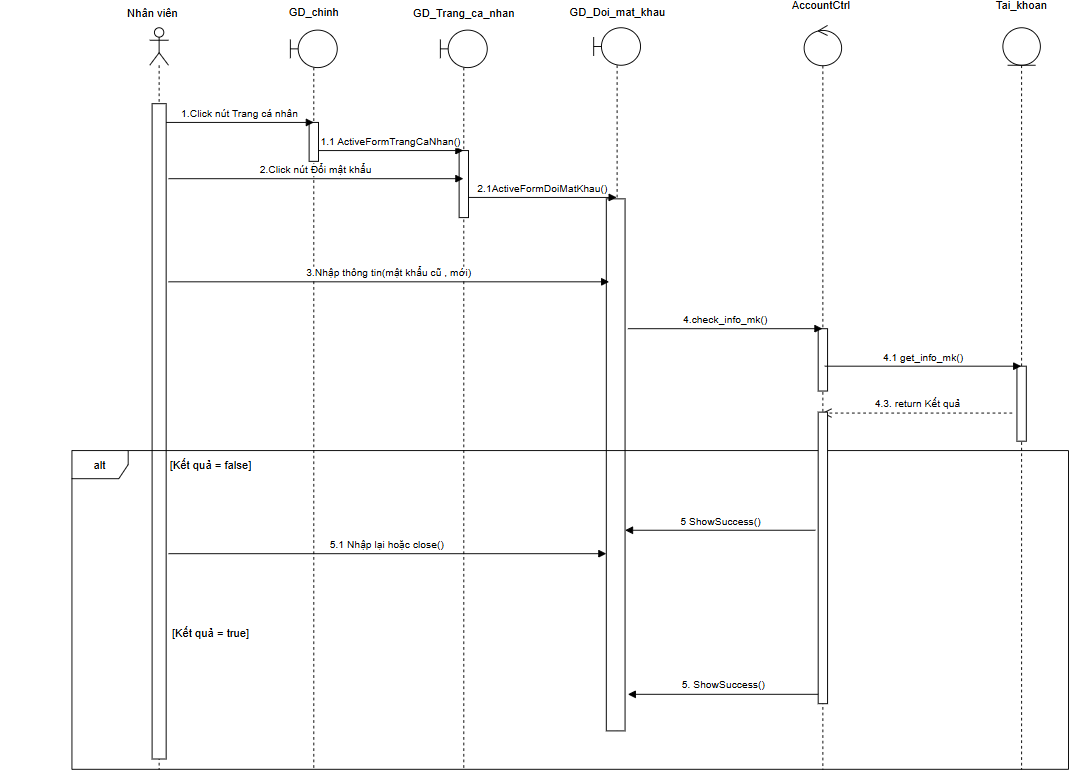 Nhân viên
GD_chinh
GD_Trang_ca_nhan
GD_Doi_mat_khau
AccountCtrl
Tai_khoan
1.Click nút Trang cá nhân
1.1 ActiveFormTrangCaNhan()
2.Click nút Đổi mật khẩu
2.1ActiveFormDoiMatKhau()
3.Nhập thông tin(mật khẩu cũ , mới)
4.check_info_mk()
4.1 get_info_mk()
4.3. return Kết quả
alt
[Kết quả = false]
5 ShowSuccess()
5.1 Nhập lại hoặc close()
[Kết quả = true]
5. ShowSuccess()